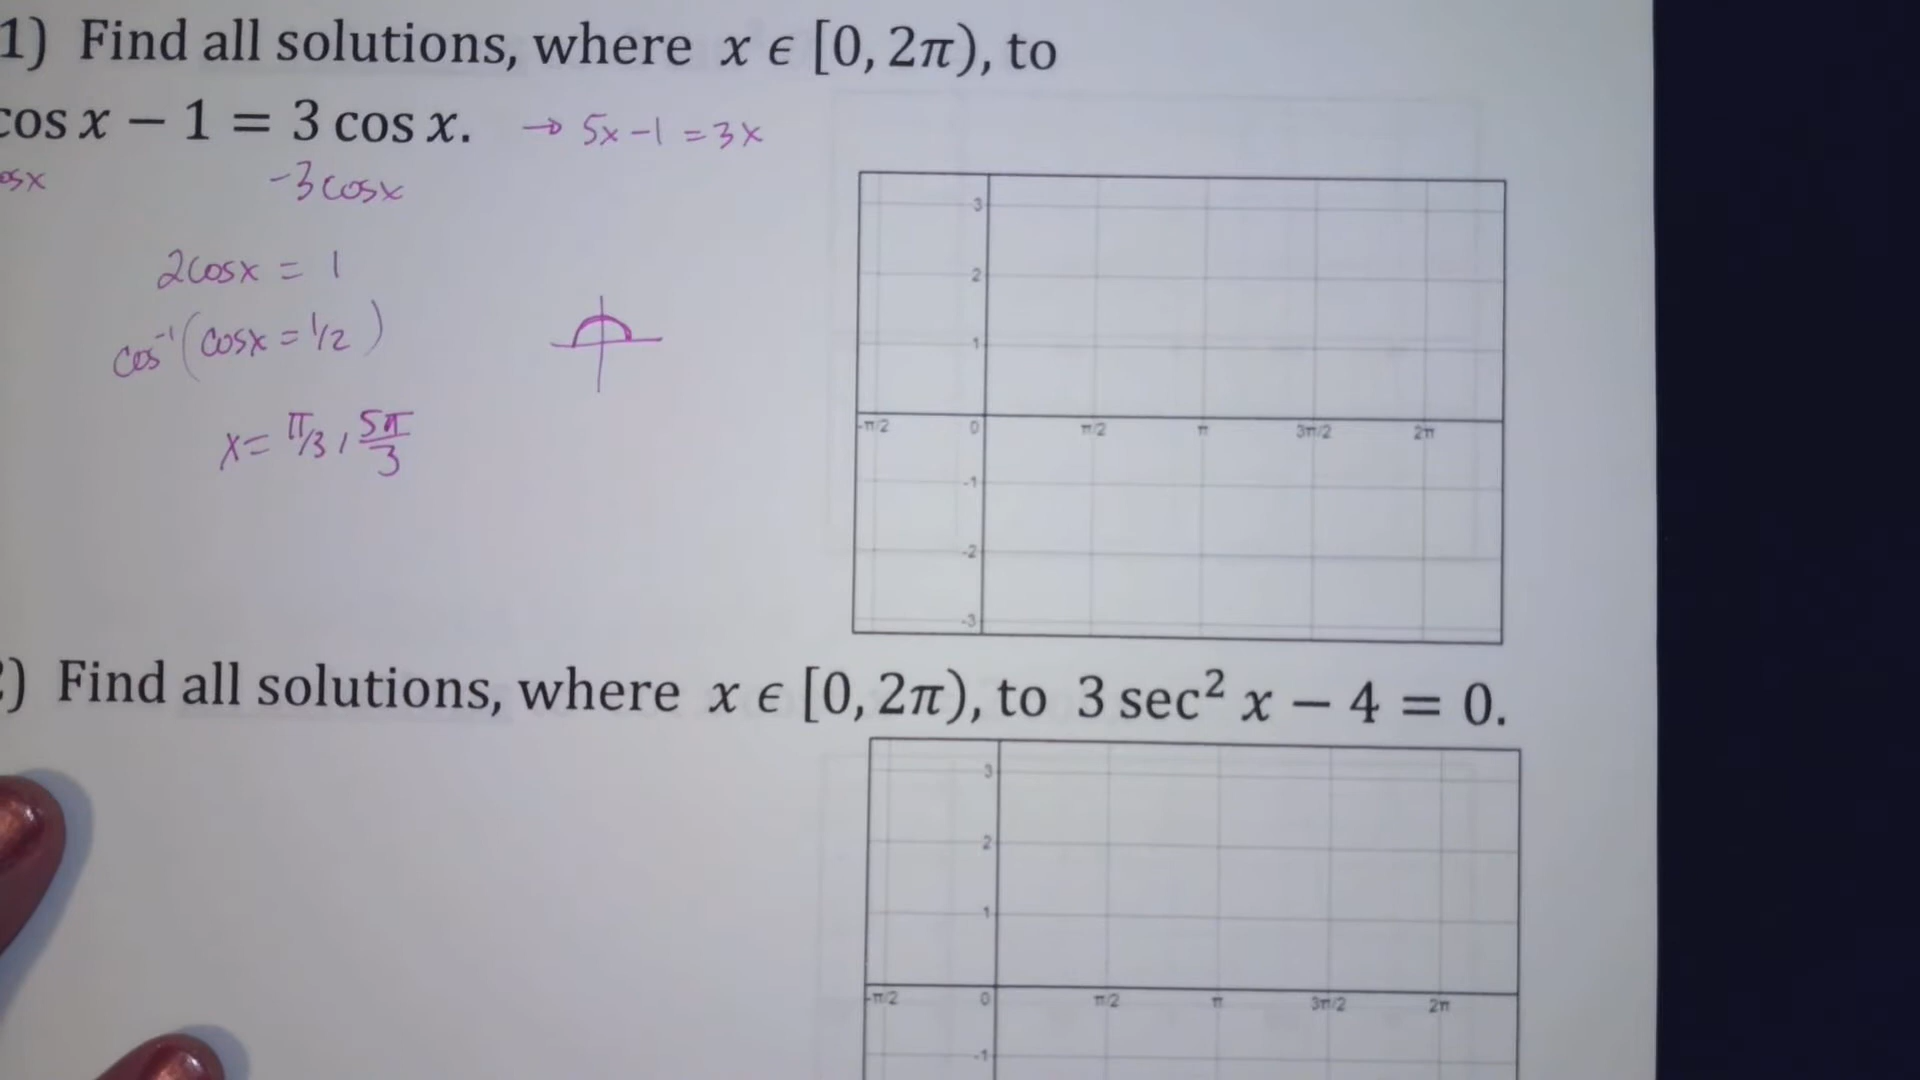 1) Find all solutions, where x ϵ [0, 2π), to
cos x − 1 = 3 cos x. → 5x - 1 = 3x
osx -3cosx
2cosx = 1
cos⁻¹(cosx = 1/2)
x = π/3, 5π/3
3
2
1
-π/2 0 π/2 π 3π/2 2π
-1
-2
-3
) Find all solutions, where x ϵ [0, 2π), to 3 sec² x − 4 = 0.
3
2
1
-π/2 0 π/2 π 3π/2 2π
-1